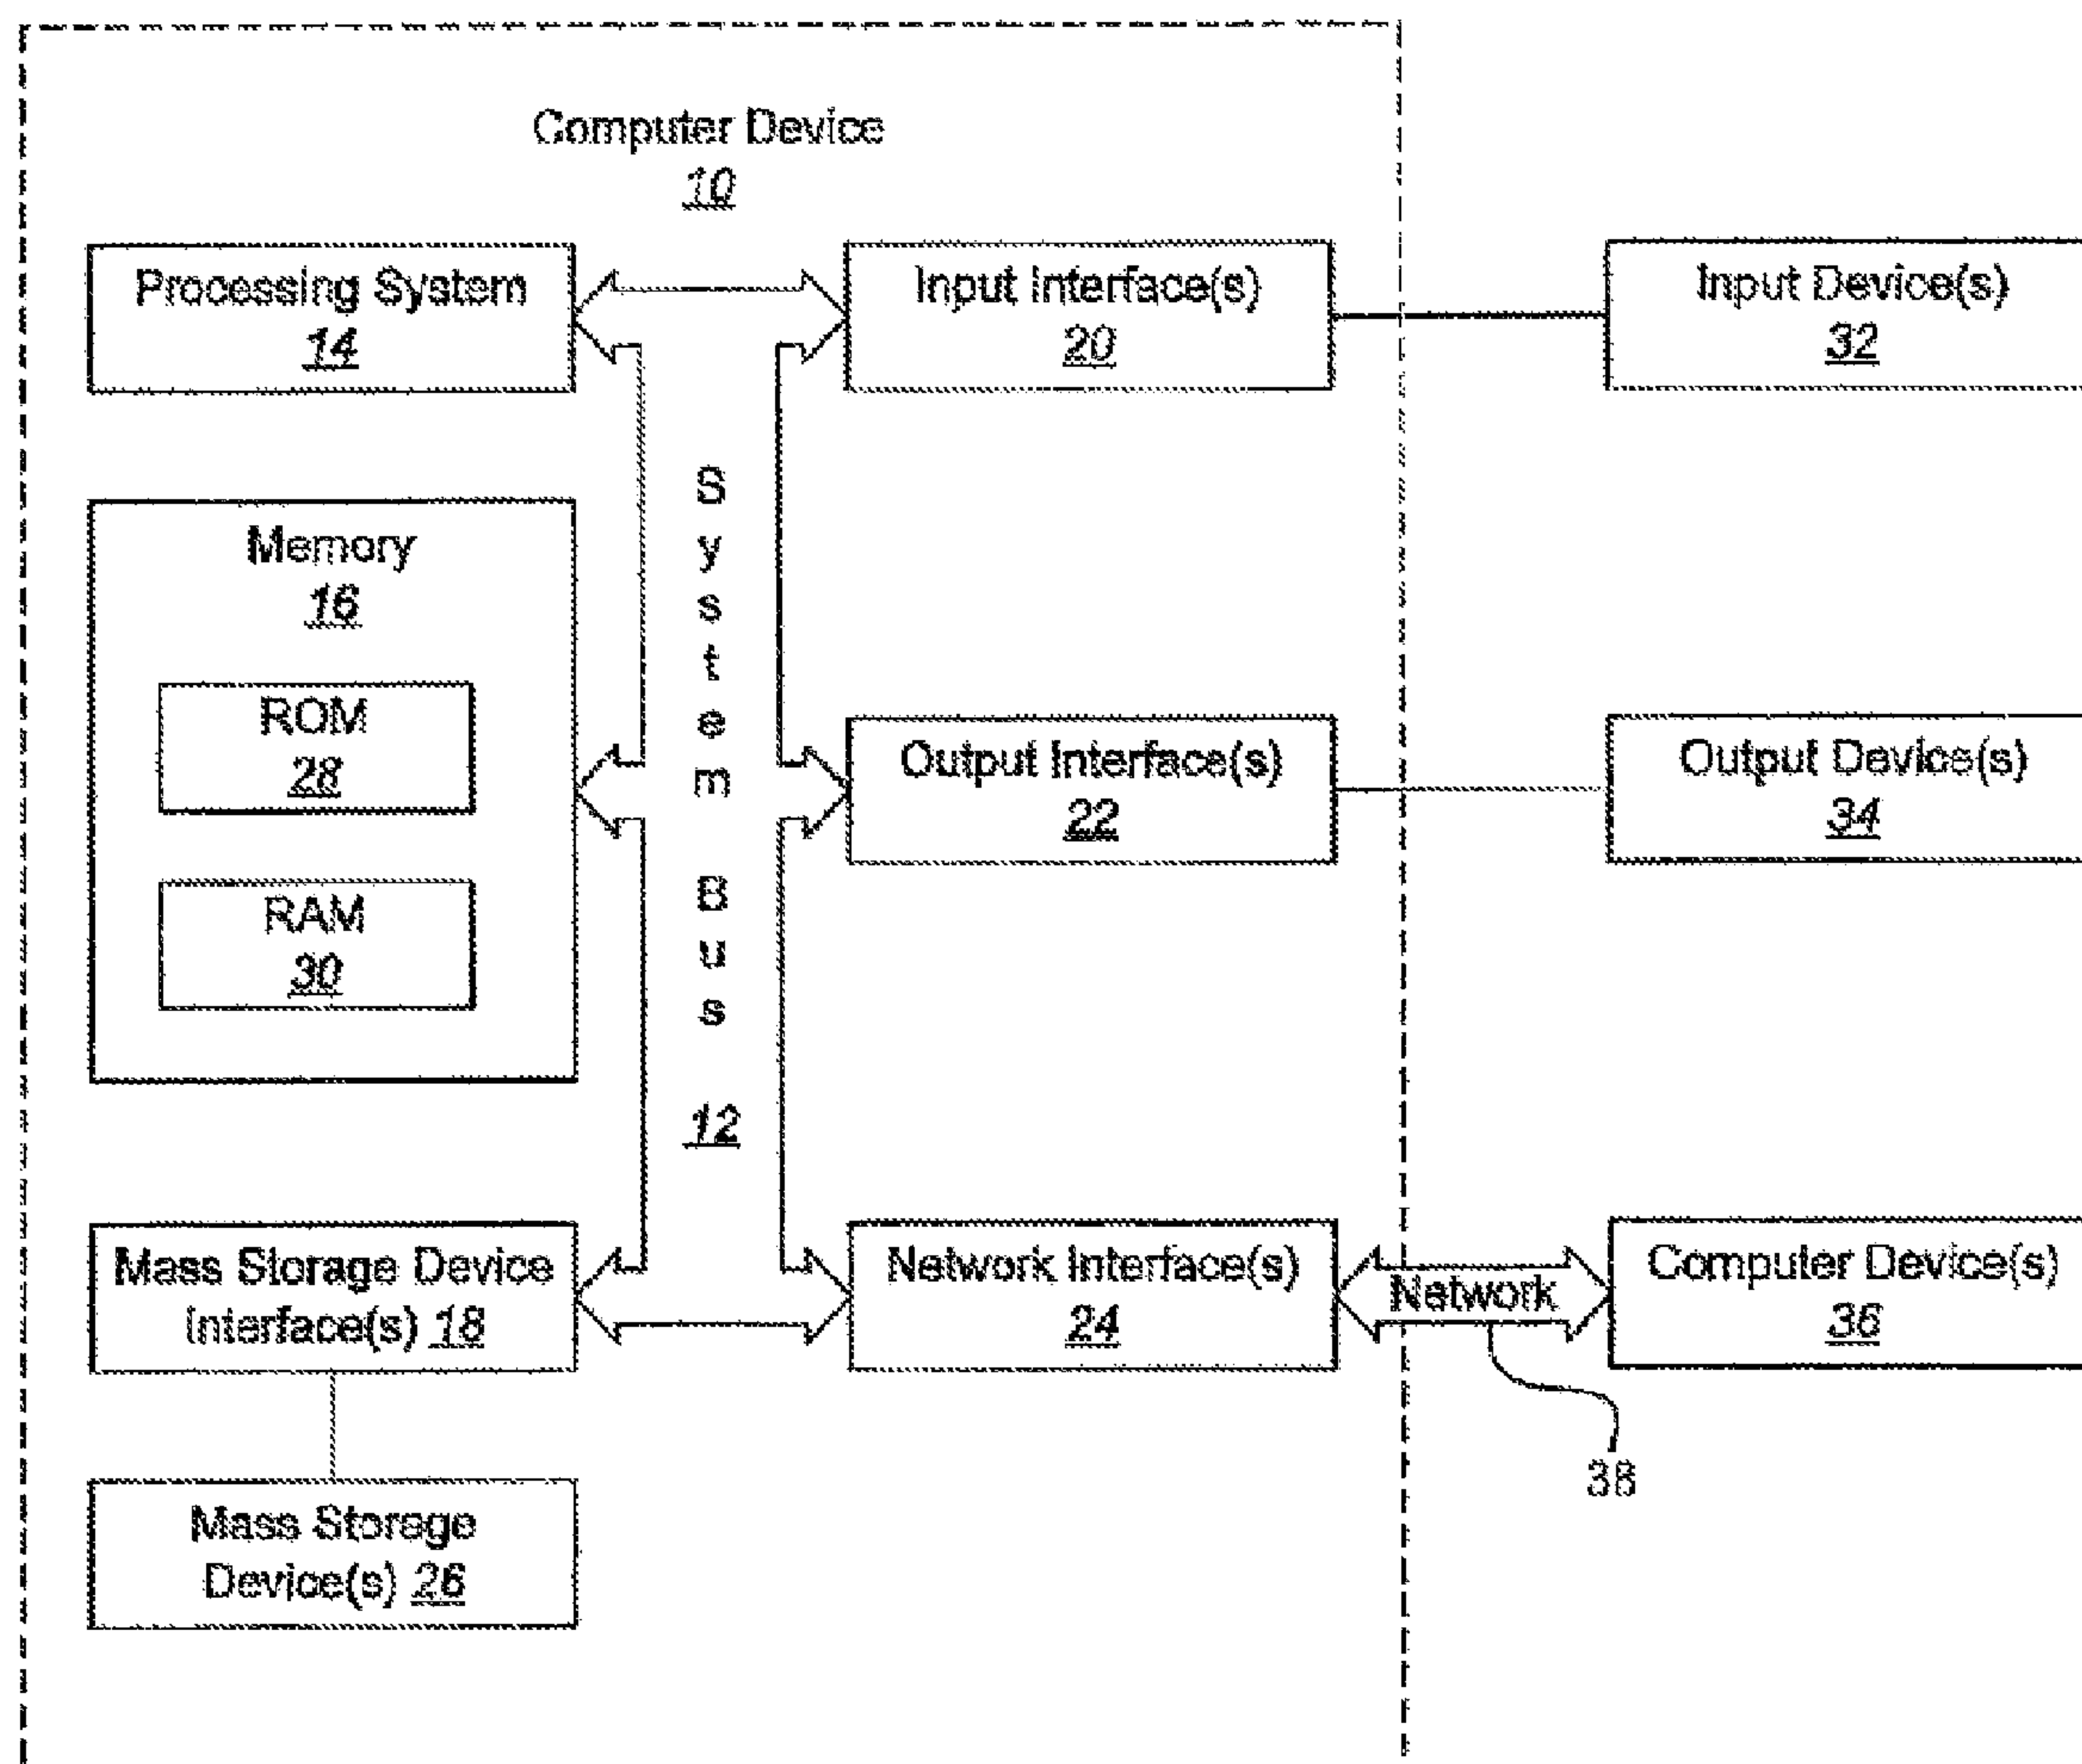 Computer Device
10
Processing System
14
Input Interface(s)
20
Input Device(s)
32
Memory
16
ROM
28
RAM
30
System Bus 12
Output Interface(s)
22
Output Device(s)
34
Mass Storage Device
Interface(s) 18
Network Interface(s)
24
Network
Computer Device(s)
36
38
Mass Storage
Device(s) 26